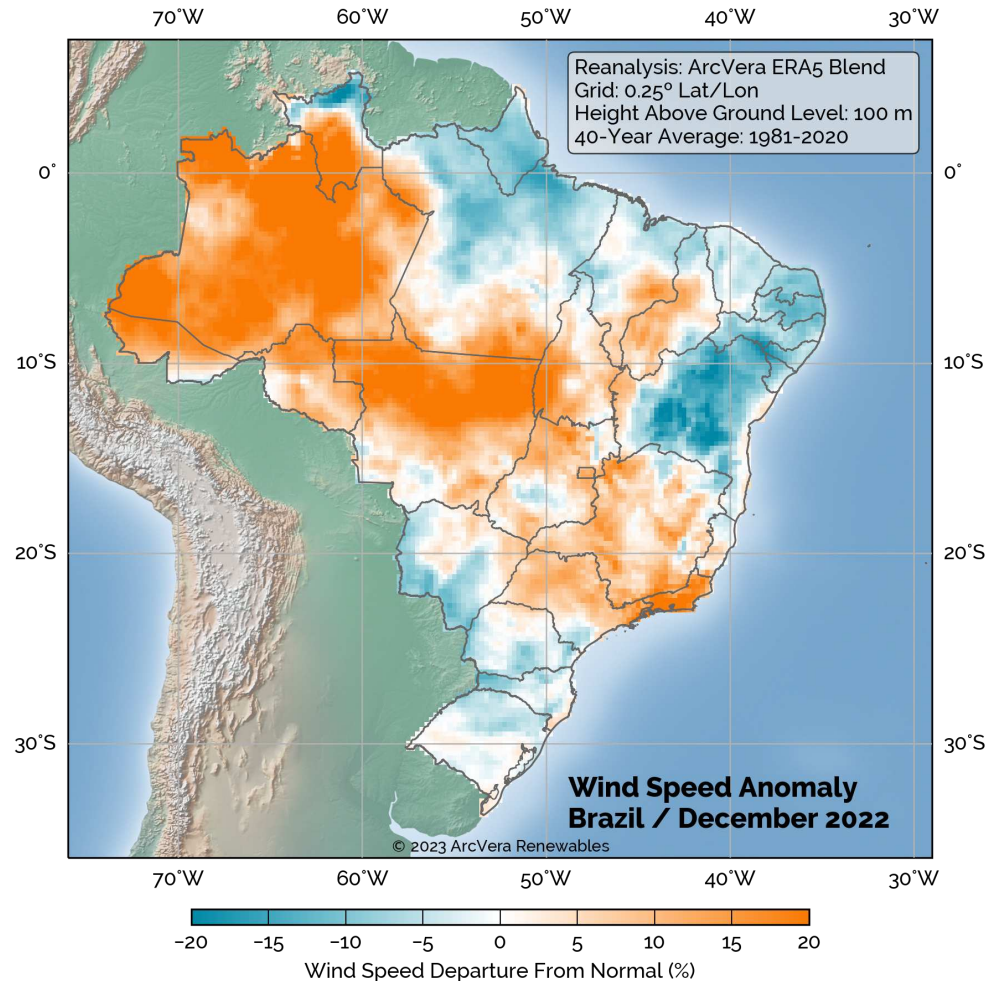 70°W 60°W 50°W 40°W 30°W
Reanalysis: ArcVera ERA5 Blend
Grid: 0.25º Lat/Lon
Height Above Ground Level: 100 m
40-Year Average: 1981-2020
0° 0°
10°S 10°S
20°S 20°S
30°S 30°S
Wind Speed Anomaly
Brazil / December 2022
© 2023 ArcVera Renewables
70°W 60°W 50°W 40°W 30°W
−20 −15 −10 −5 0 5 10 15 20
Wind Speed Departure From Normal (%)